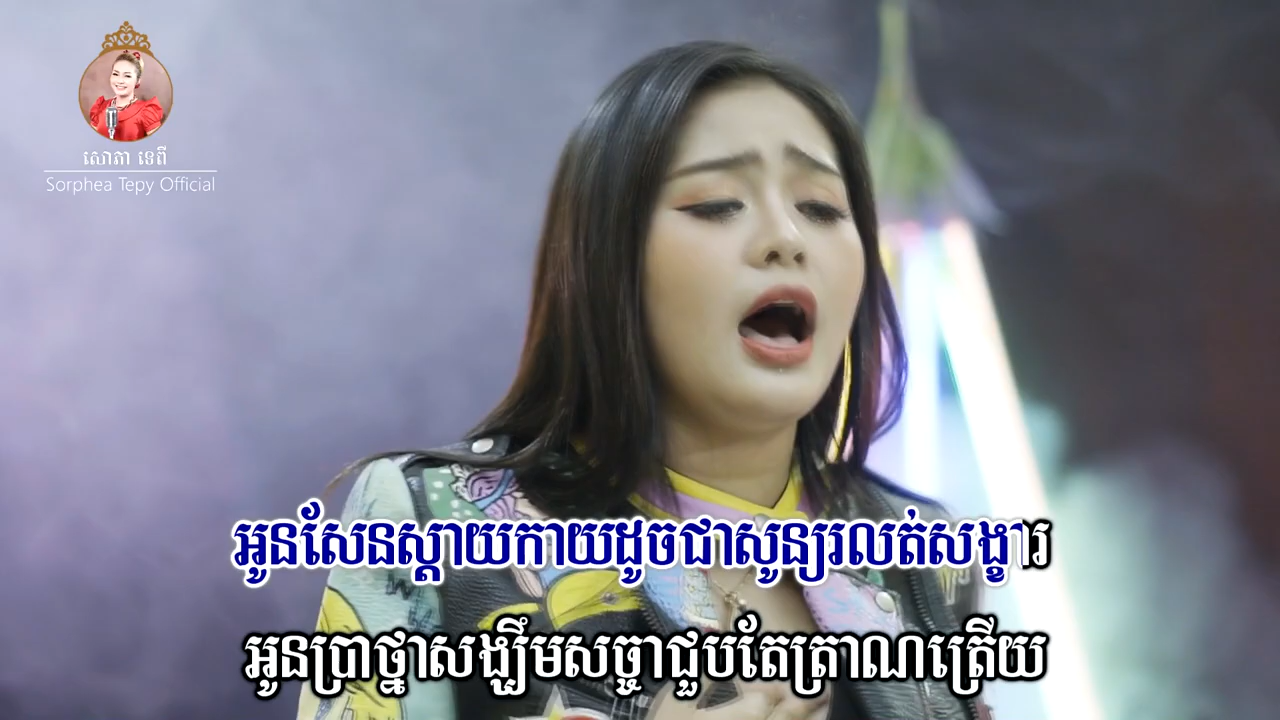 សោភា ទេពី
Sorphea Tepy Official
អូនសែនស្ដាយកាយដូចជាសូន្យរលត់សង្ខារ
អូនប្រាថ្នាសង្ឃឹមសច្ចាជួបតែត្រាណត្រើយ